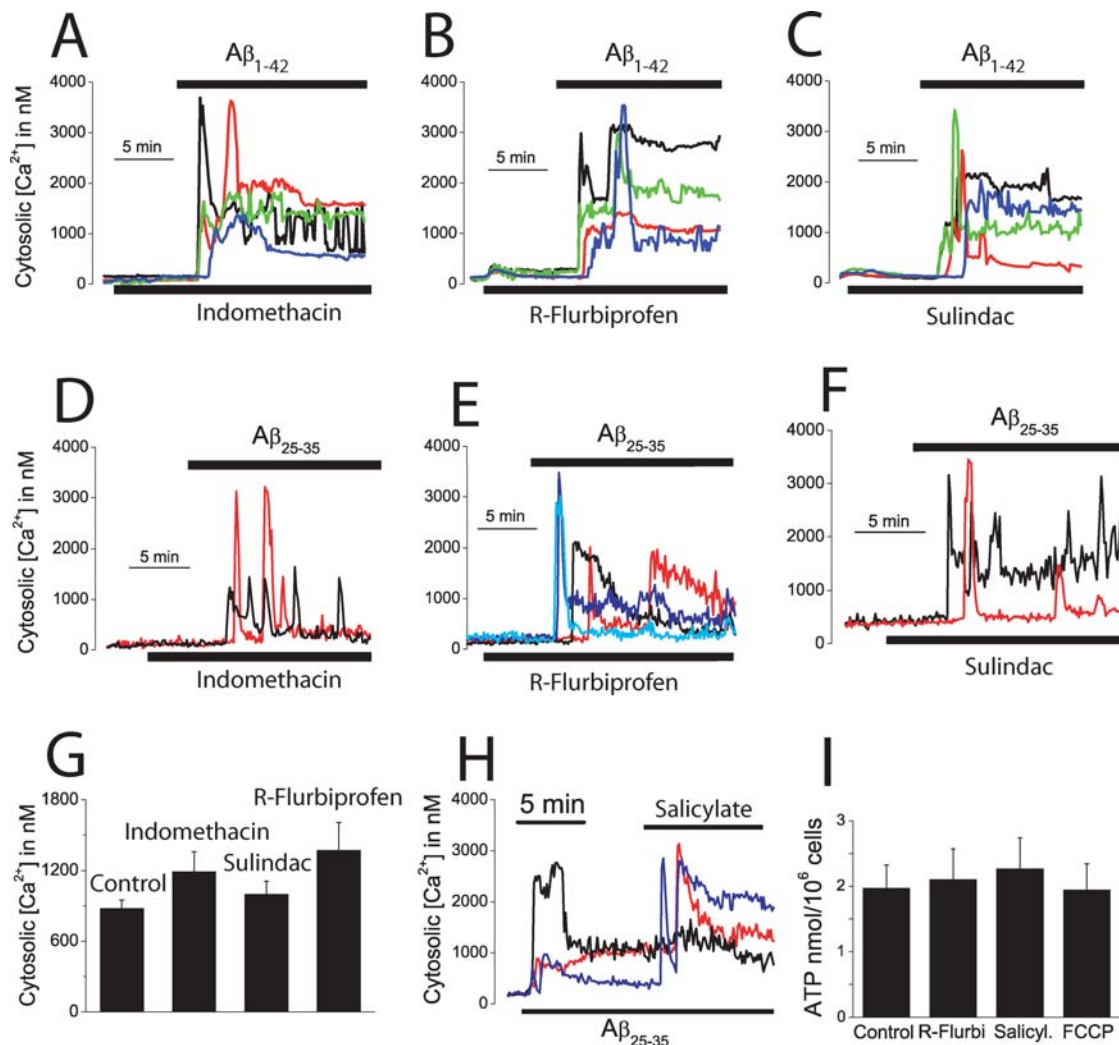 A
B
C
Aβ1-42
Aβ1-42
Aβ1-42
Cytosolic [Ca2+] in nM
4000
3000
2000
1000
0
5 min
Indomethacin
4000
3000
2000
1000
0
5 min
R-Flurbiprofen
4000
3000
2000
1000
0
5 min
Sulindac
D
E
F
Aβ25-35
Aβ25-35
Aβ25-35
Cytosolic [Ca2+] in nM
4000
3000
2000
1000
0
5 min
Indomethacin
4000
3000
2000
1000
0
5 min
R-Flurbiprofen
4000
3000
2000
1000
0
5 min
Sulindac
G
H
I
Cytosolic [Ca2+] in nM
1800
1200
600
0
Control
Indomethacin
Sulindac
R-Flurbiprofen
Cytosolic [Ca2+] in nM
4000
3000
2000
1000
0
5 min
Salicylate
Aβ25-35
ATP nmol/10^6 cells
3
2
1
0
Control
R-Flurbi
Salicyl.
FCCP